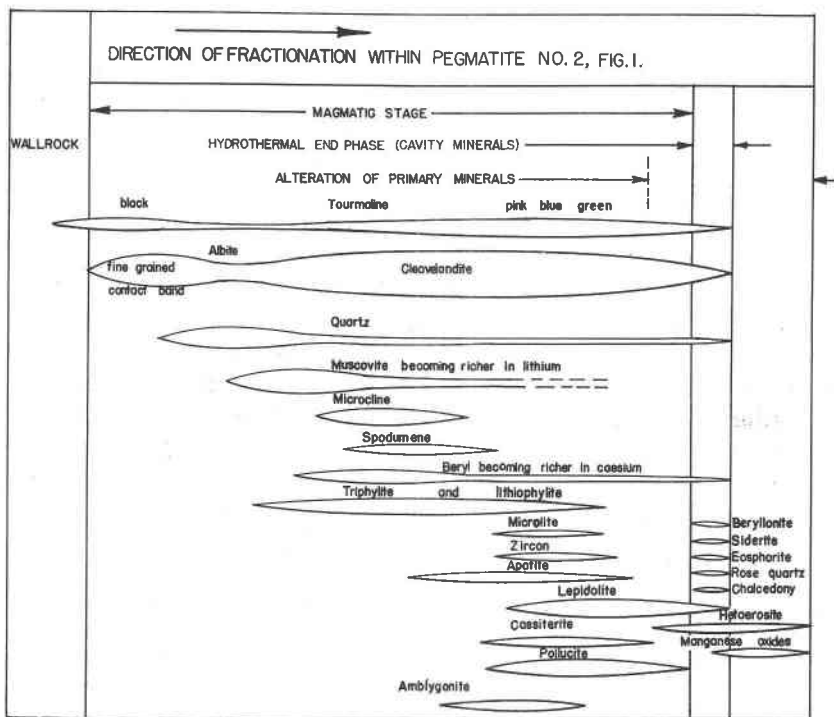 DIRECTION OF FRACTIONATION WITHIN PEGMATITE NO. 2, FIG. I.
MAGMATIC STAGE
WALLROCK
HYDROTHERMAL END PHASE (CAVITY MINERALS)
ALTERATION OF PRIMARY MINERALS
black Tourmaline pink blue green
Albite
fine grained
Cleavelandite
contact band
Quartz
Muscovite becoming richer in lithium
Microcline
Spodumene
Beryl becoming richer in caesium
Triphylite and lithiophylite
Microlite Beryllonite
Siderite
Zircon
Eosphorite
Apatite Rose quartz
Lepidolite Chalcedony
Hetaerosite
Cassiterite
Manganese oxides
Pollucite
Amblygonite